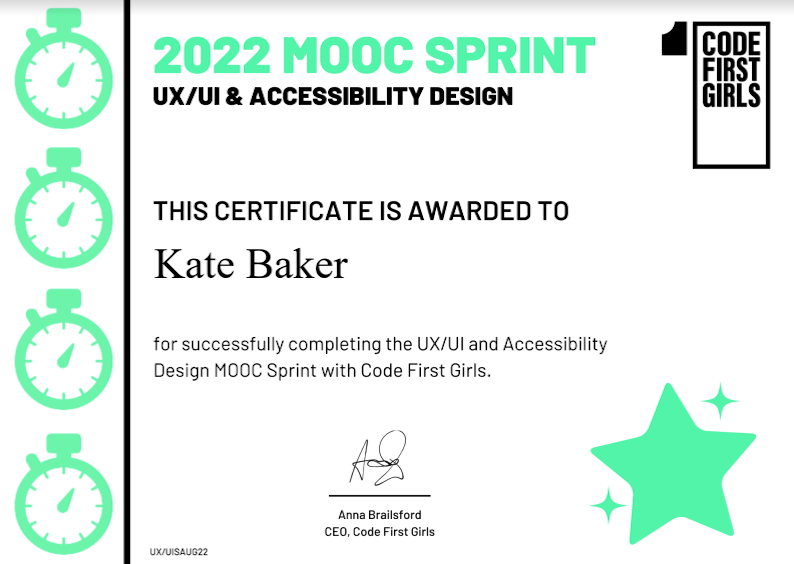 2022 MOOC SPRINT
UX/UI & ACCESSIBILITY DESIGN
1
CODE
FIRST
GIRLS
THIS CERTIFICATE IS AWARDED TO
Kate Baker
for successfully completing the UX/UI and Accessibility
Design MOOC Sprint with Code First Girls.
Anna Brailsford
CEO, Code First Girls
UX/UISAUG22